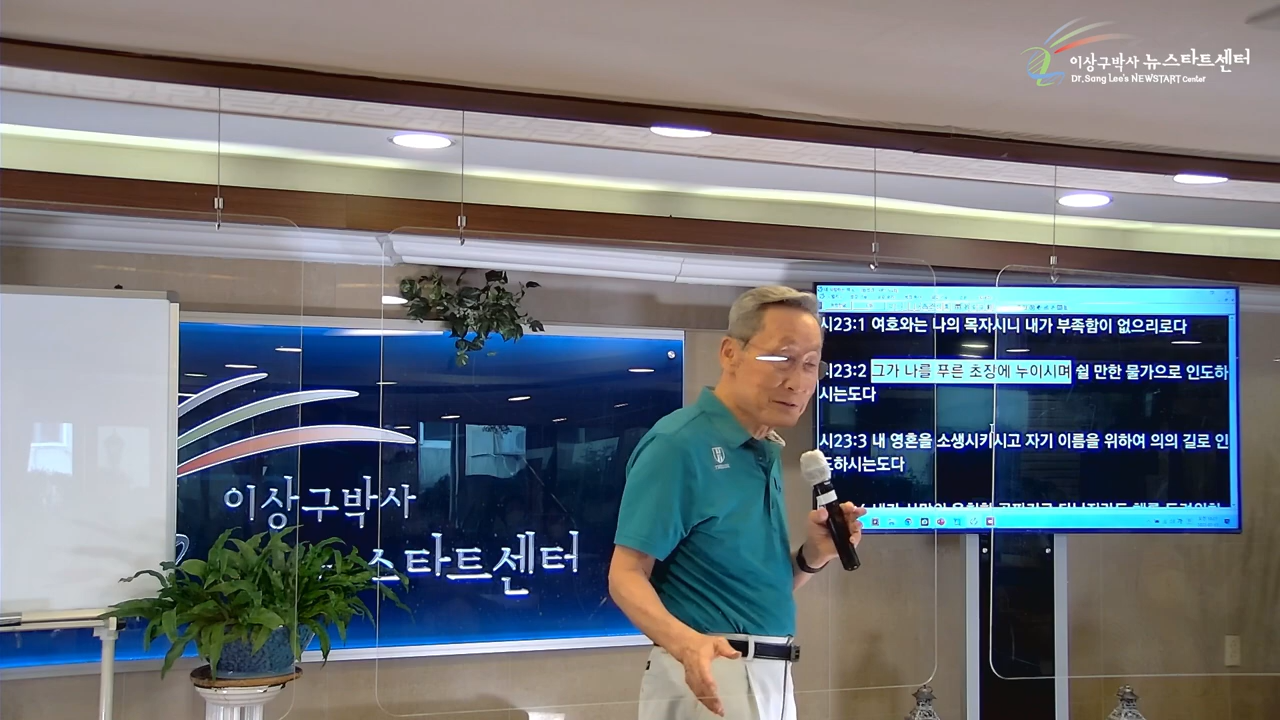 이상구박사 뉴스타트센터
Dr. Sang Lee's NEWSTART Center
시23:1 여호와는 나의 목자시니 내가 부족함이 없으리로다
시23:2 그가 나를 푸른 초장에 누이시며 쉴 만한 물가으로 인도하
시는도다
시23:3 내 영혼을 소생시키시고 자기 이름을 위하여 의의 길로 인
도하시는도다
이상구박사
스타트센터